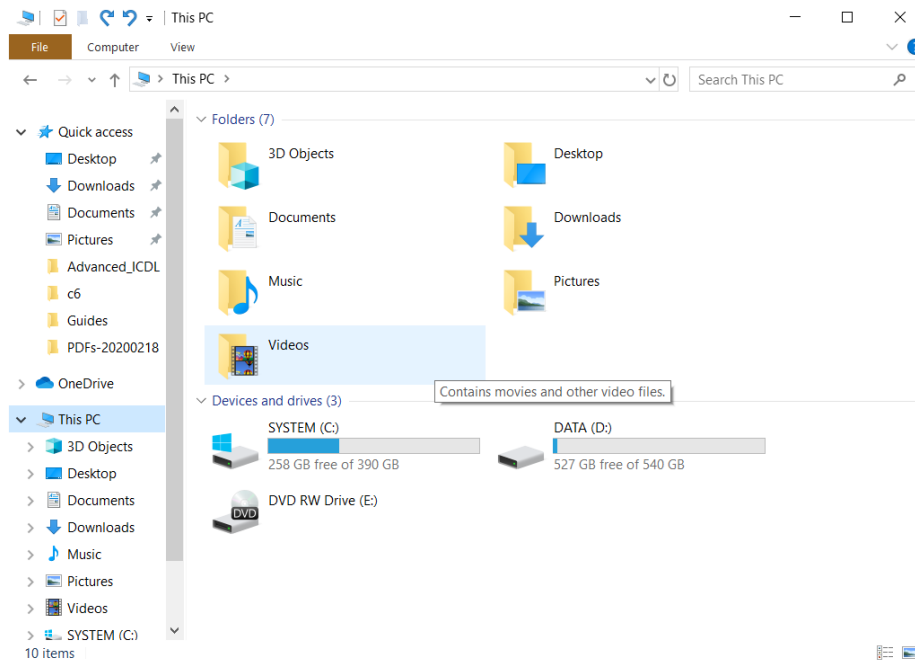 This PC
File Computer View
This PC
Search This PC
Quick access
Desktop
Downloads
Documents
Pictures
Advanced_ICDL
c6
Guides
PDFs-20200218
OneDrive
This PC
3D Objects
Desktop
Documents
Downloads
Music
Pictures
Videos
SYSTEM (C:)
Folders (7)
3D Objects
Desktop
Documents
Downloads
Music
Pictures
Videos
Contains movies and other video files.
Devices and drives (3)
SYSTEM (C:)
258 GB free of 390 GB
DATA (D:)
527 GB free of 540 GB
DVD
DVD RW Drive (E:)
10 items